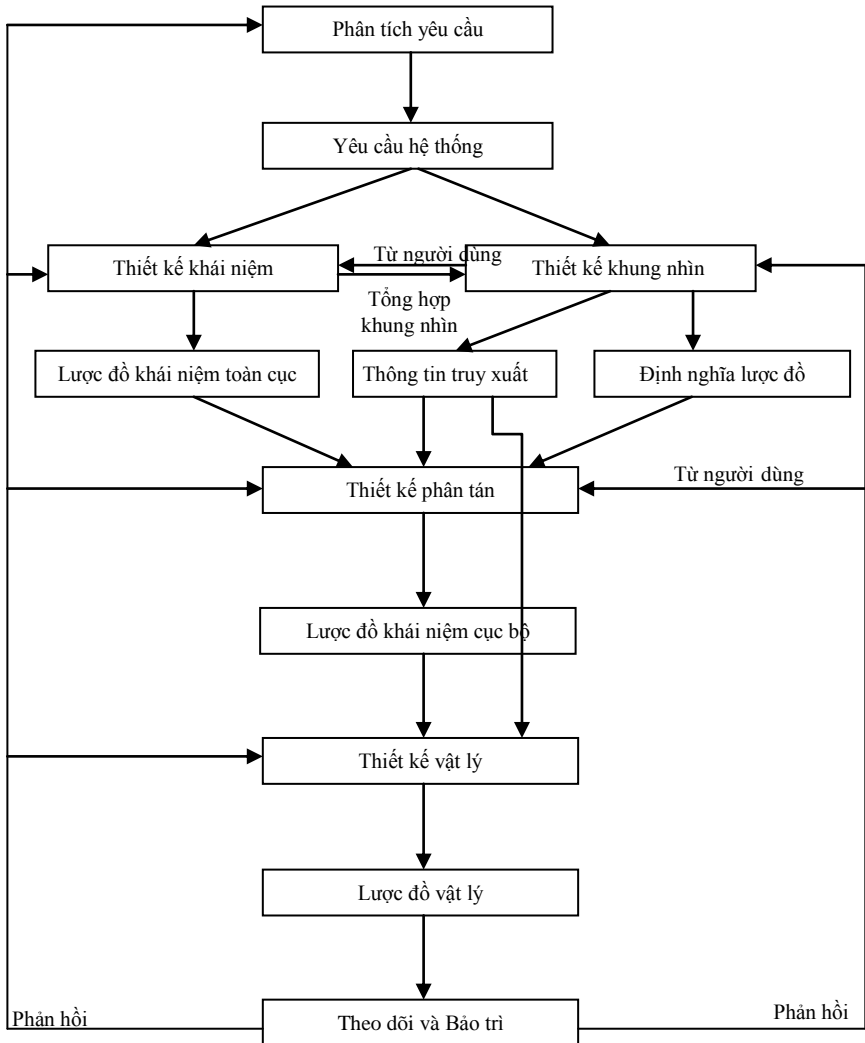 Phân tích yêu cầu
Yêu cầu hệ thống
Thiết kế khái niệm
Từ người dùng
Thiết kế khung nhìn
Tổng hợp
khung nhìn
Lược đồ khái niệm toàn cục
Thông tin truy xuất
Định nghĩa lược đồ
Thiết kế phân tán
Từ người dùng
Lược đồ khái niệm cục bộ
Thiết kế vật lý
Lược đồ vật lý
Phản hồi
Theo dõi và Bảo trì
Phản hồi